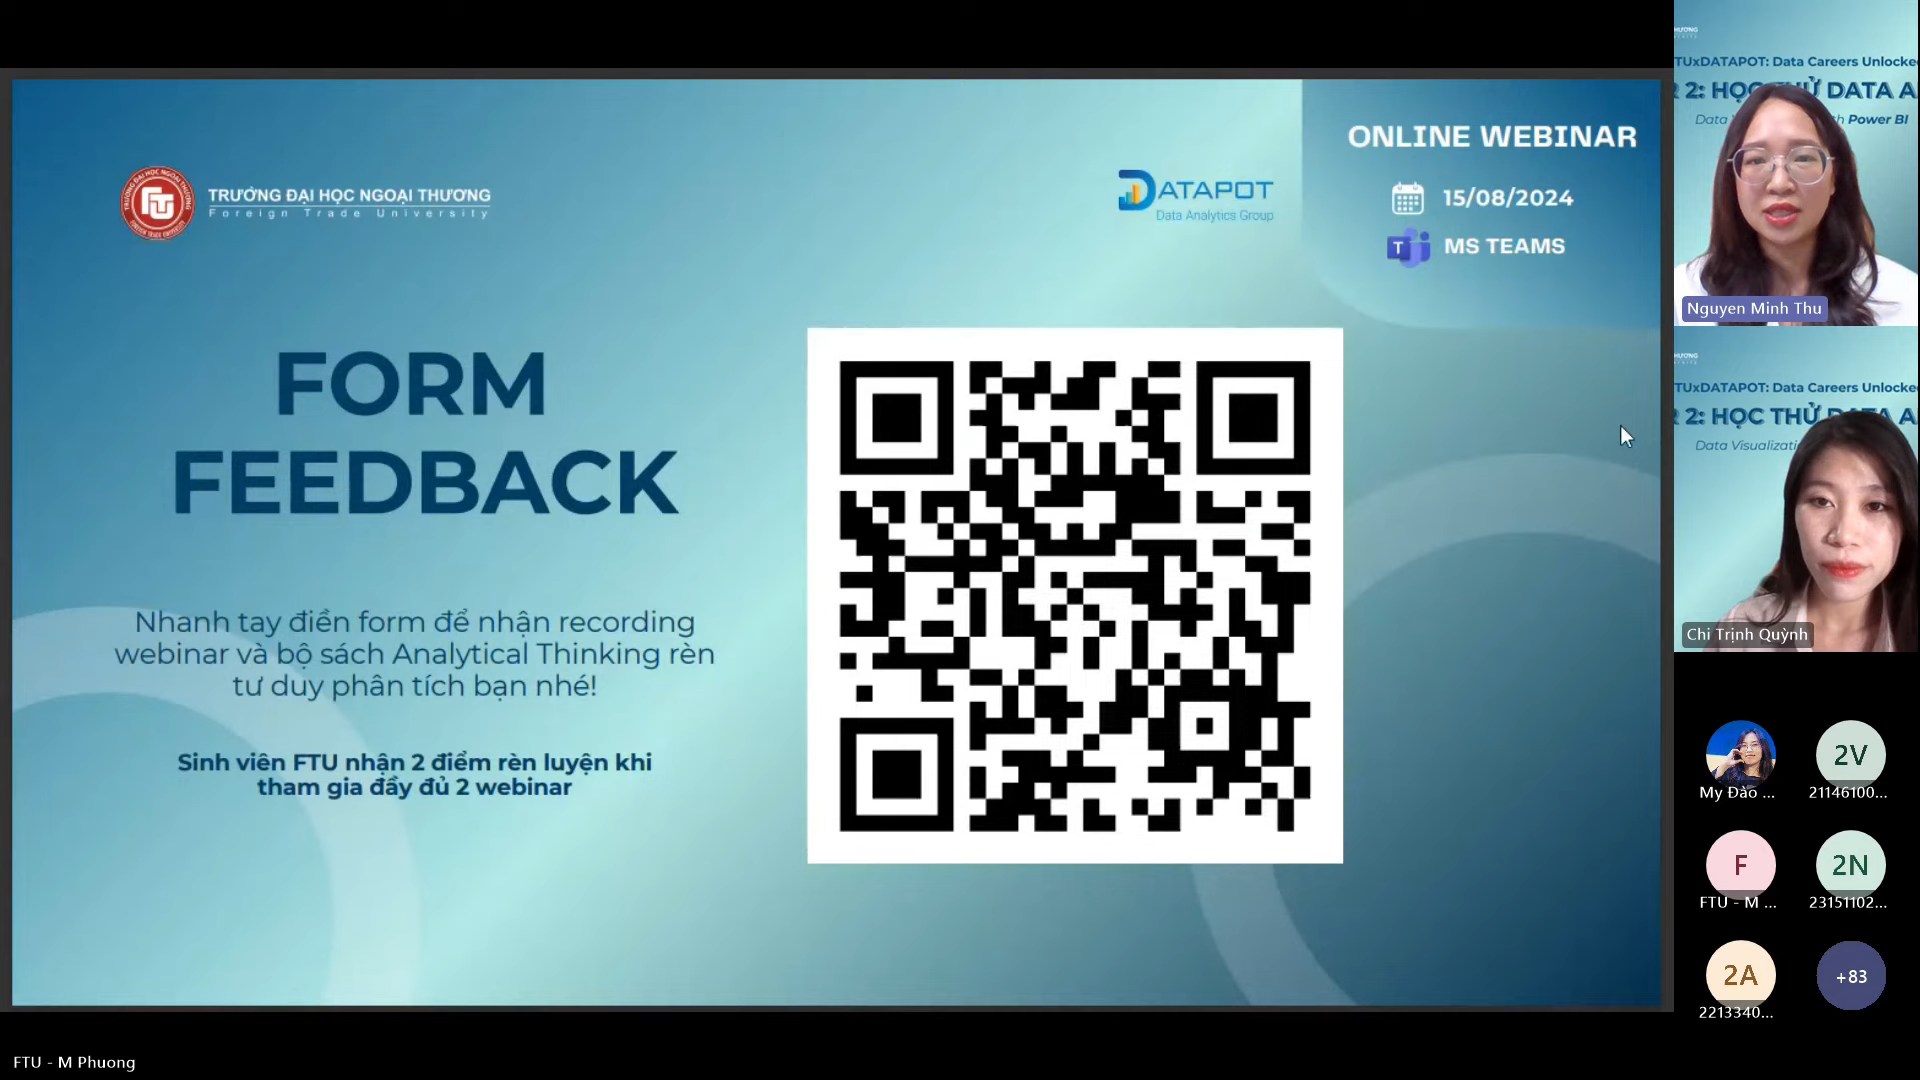 TRƯỜNG ĐẠI HỌC NGOẠI THƯƠNG
Foreign Trade University
DATAPOT
Data Analytics Group
ONLINE WEBINAR
15/08/2024
MS TEAMS
FORM
FEEDBACK
Nhanh tay điền form để nhận recording
webinar và bộ sách Analytical Thinking rèn
tư duy phân tích bạn nhé!
Sinh viên FTU nhận 2 điểm rèn luyện khi
tham gia đầy đủ 2 webinar
TUxDATAPOT: Data Careers Unlocke
2: HỌC THỬ DATA A
Data
Power BI
Nguyen Minh Thu
TUxDATAPOT: Data Careers Unlocke
2: HỌC THỬ DATA A
Data Visualizati
Chi Trịnh Quỳnh
My Đào ...
2V
21146100...
F
FTU - M ...
2N
23151102...
2A
2213340...
+83
FTU - M Phuong